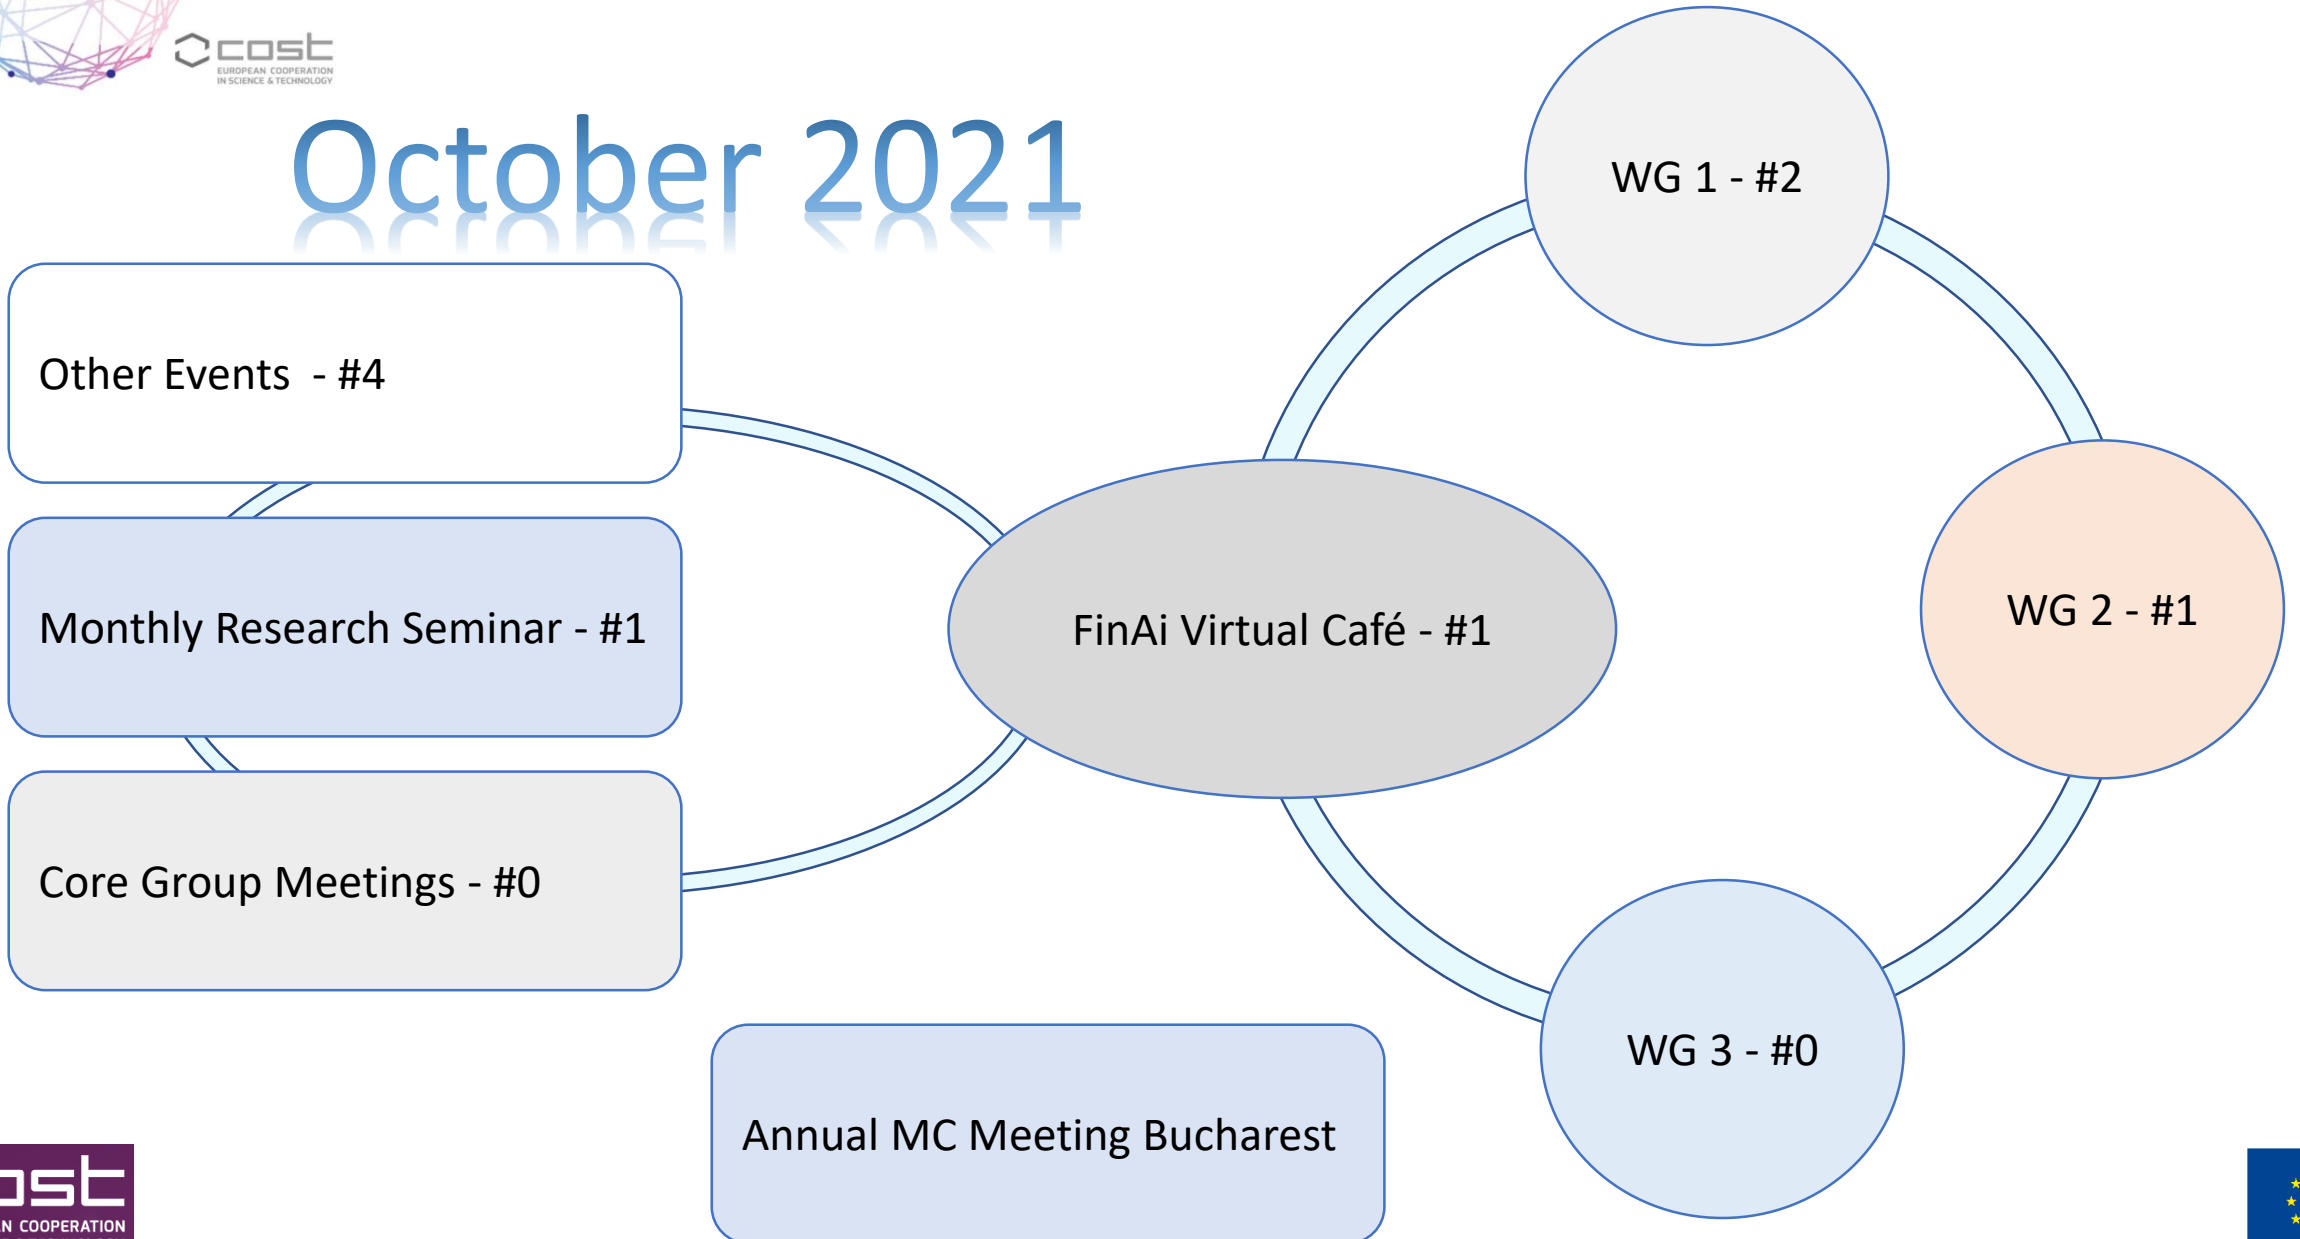 cost
EUROPEAN COOPERATION
IN SCIENCE & TECHNOLOGY
October 2021
WG 1 - #2
Other Events - #4
Monthly Research Seminar - #1
FinAi Virtual Café - #1
WG 2 - #1
Core Group Meetings - #0
WG 3 - #0
Annual MC Meeting Bucharest
COOPERATION